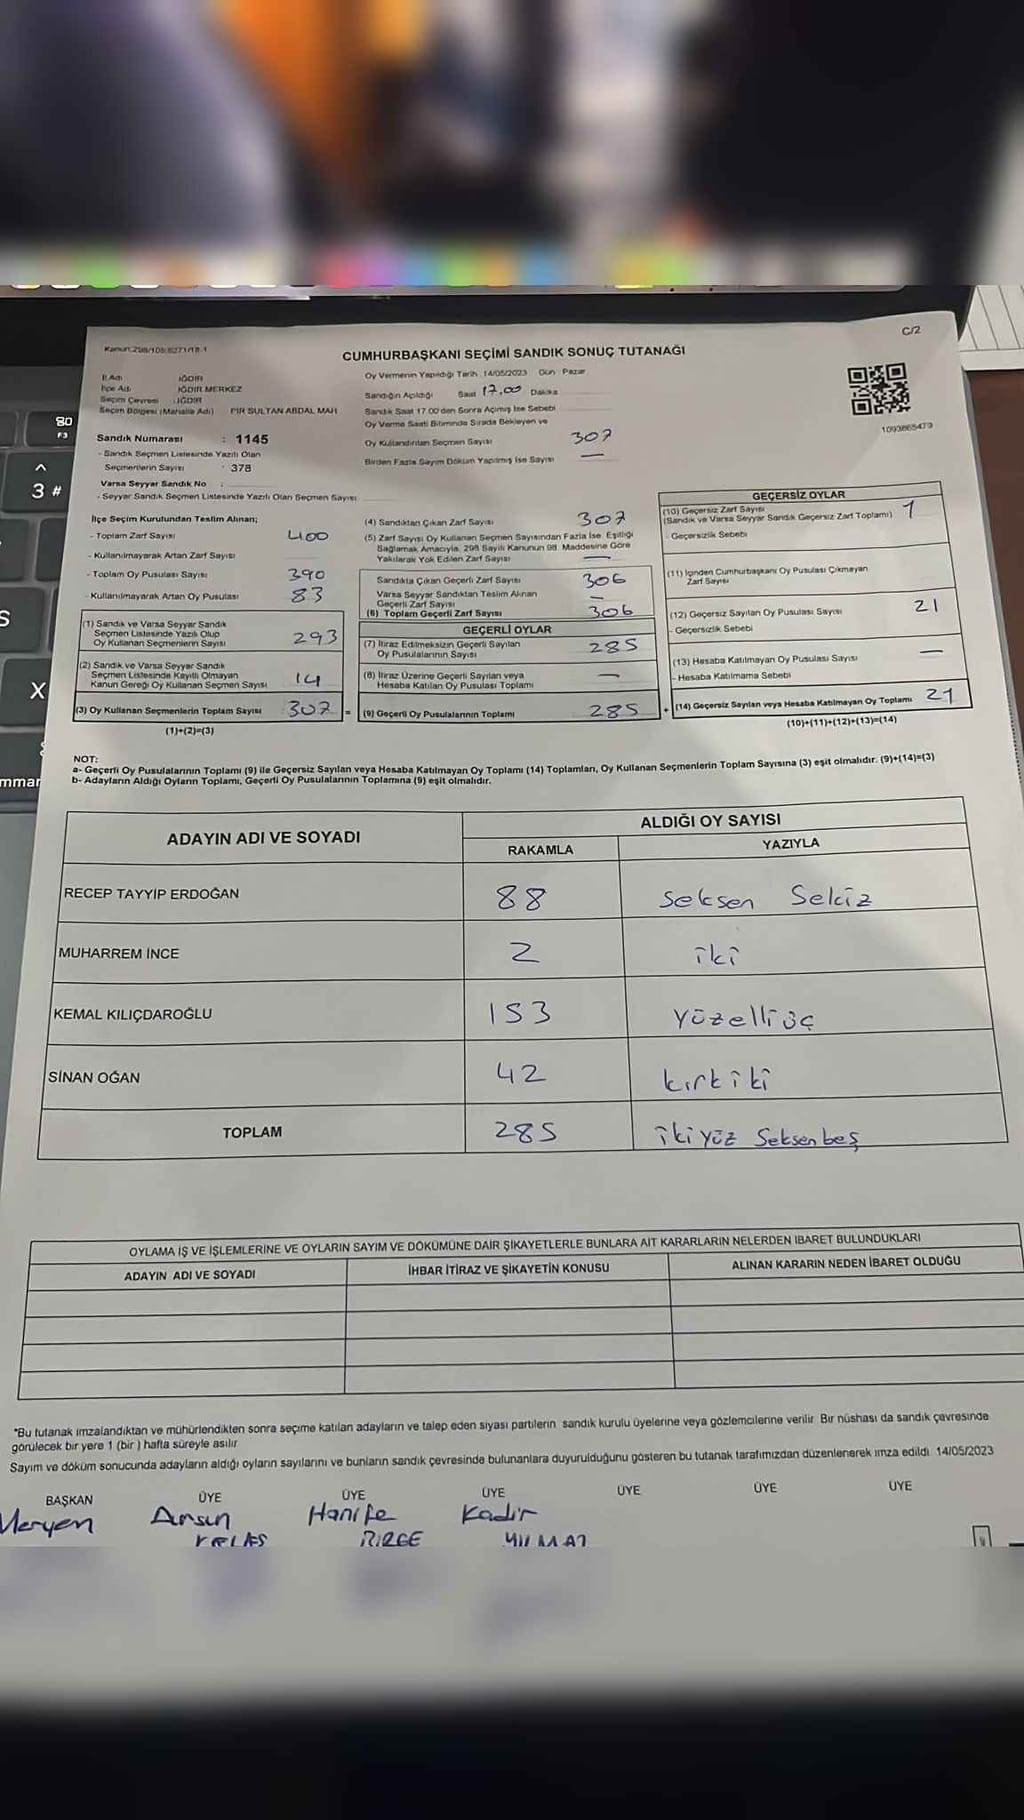 C/2
Kanun:298/105:6271/18-1
CUMHURBAŞKANI SEÇİMİ SANDIK SONUÇ TUTANAĞI
1093865479
İl Adı : IĞDIR
İlçe Adı : IĞDIR MERKEZ
Seçim Çevresi : IĞDIR
Seçim Bölgesi (Mahalle Adı) PİR SULTAN ABDAL MAH
Sandık Numarası : 1145
- Sandık Seçmen Listesinde Yazılı Olan
Seçmenlerin Sayısı : 378
Varsa Seyyar Sandık No :
- Seyyar Sandık Seçmen Listesinde Yazılı Olan Seçmen Sayısı
Oy Vermenin Yapıldığı Tarih :14/05/2023 Gün : Pazar
Sandığın Açıldığı Saat 17.00 Dakika
Sandık Saat 17.00 den Sonra Açımış İse Sebebi
Oy Verme Saati Bitiminde Sırada Bekleyen ve
Oy Kullandırılan Seçmen Sayısı 307
Birden Fazla Sayım Döküm Yapılmış İse Sayısı —
İlçe Seçim Kurulundan Teslim Alınan;
- Toplam Zarf Sayısı 400
- Kullanılmayarak Artan Zarf Sayısı
- Toplam Oy Pusulası Sayısı 390
- Kullanılmayarak Artan Oy Pusulası 83
(1) Sandık ve Varsa Seyyar Sandık
Seçmen Listesinde Yazılı Olup
Oy Kullanan Seçmenlerin Sayısı 293
(2) Sandık ve Varsa Seyyar Sandık
Seçmen Listesinde Kayıtlı Olmayan
Kanun Gereği Oy Kullanan Seçmen Sayısı 14
(3) Oy Kullanan Seçmenlerin Toplam Sayısı 307 =
(1)+(2)=(3)
(4) Sandıktan Çıkan Zarf Sayısı 307
(5) Zarf Sayısı Oy Kullanan Seçmen Sayısından Fazla İse, Eşitliği
Sağlamak Amacıyla, 298 Sayılı Kanunun 98. Maddesine Göre
Yakılarak Yok Edilen Zarf Sayısı —
Sandıkta Çıkan Geçerli Zarf Sayısı 306
Varsa Seyyar Sandıktan Teslim Alınan
Geçerli Zarf Sayısı —
(6) Toplam Geçerli Zarf Sayısı 306
GEÇERLİ OYLAR
(7) İtiraz Edilmeksizin Geçerli Sayılan
Oy Pusulalarının Sayısı 285
(8) İtiraz Üzerine Geçerli Sayılan veya
Hesaba Katılan Oy Pusulası Toplamı —
(9) Geçerli Oy Pusulalarının Toplamı 285 +
GEÇERSİZ OYLAR
(10) Geçersiz Zarf Sayısı
(Sandık ve Varsa Seyyar Sandık Geçersiz Zarf Toplamı) 1
- Geçersizlik Sebebi
(11) İçinden Cumhurbaşkanı Oy Pusulası Çıkmayan
Zarf Sayısı
(12) Geçersiz Sayılan Oy Pusulası Sayısı 21
- Geçersizlik Sebebi
(13) Hesaba Katılmayan Oy Pusulası Sayısı —
- Hesaba Katılmama Sebebi
(14) Geçersiz Sayılan veya Hesaba Katılmayan Oy Toplamı 21
(10)+(11)+(12)+(13)=(14)
NOT:
a- Geçerli Oy Pusulalarının Toplamı (9) ile Geçersiz Sayılan veya Hesaba Katılmayan Oy Toplamı (14) Toplamları, Oy Kullanan Seçmenlerin Toplam Sayısına (3) eşit olmalıdır. (9)+(14)=(3)
b- Adayların Aldığı Oyların Toplamı, Geçerli Oy Pusulalarının Toplamına (9) eşit olmalıdır.
ADAYIN ADI VE SOYADI ALDIĞI OY SAYISI
RAKAMLA YAZIYLA
RECEP TAYYİP ERDOĞAN 88 Seksen Sekiz
MUHARREM İNCE 2 iki
KEMAL KILIÇDAROĞLU 153 Yüzelliüç
SİNAN OĞAN 42 kırkiki
TOPLAM 285 ikiyüz Seksenbeş
OYLAMA İŞ VE İŞLEMLERİNE VE OYLARIN SAYIM VE DÖKÜMÜNE DAİR ŞİKAYETLERLE BUNLARA AİT KARARLARIN NELERDEN İBARET BULUNDUKLARI
ADAYIN ADI VE SOYADI İHBAR İTİRAZ VE ŞİKAYETİN KONUSU ALINAN KARARIN NEDEN İBARET OLDUĞU
*Bu tutanak imzalandıktan ve mühürlendikten sonra seçime katılan adayların ve talep eden siyasi partilerin sandık kurulu üyelerine veya gözlemcilerine verilir. Bir nüshası da sandık çevresinde
görülecek bir yere 1 (bir) hafta süreyle asılır
Sayım ve döküm sonucunda adayların aldığı oyların sayılarını ve bunların sandık çevresinde bulunanlara duyurulduğunu gösteren bu tutanak tarafımızdan düzenlenerek imza edildi. 14/05/2023
BAŞKAN ÜYE ÜYE ÜYE ÜYE ÜYE ÜYE
Meryem Hanife Kadir
BİRGE YILMAZ
80
F3
3 #
S
X